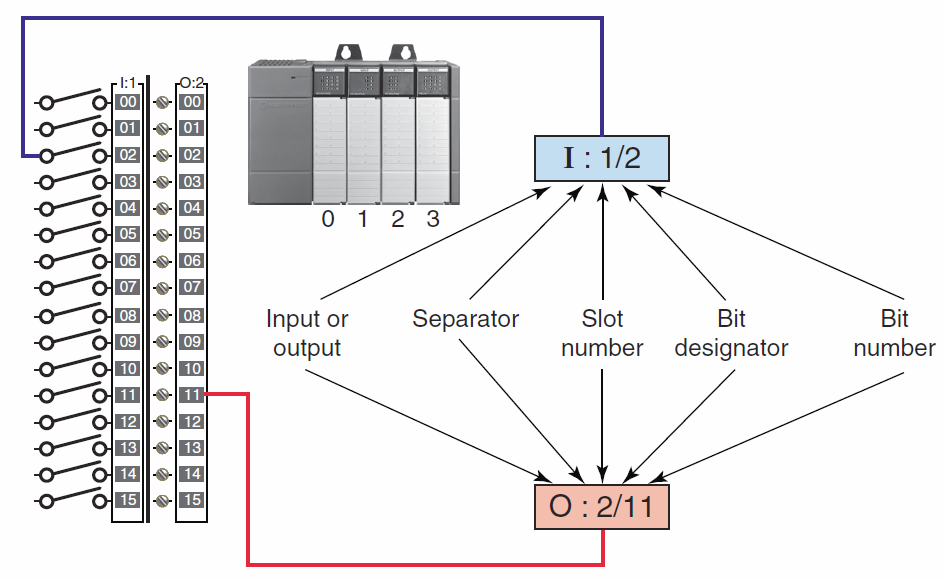 I:1
O:2
00 00
01 01
02 02
03 03
04 04
05 05
06 06
07 07
08 08
09 09
10 10
11 11
12 12
13 13
14 14
15 15
0 1 2 3
I : 1/2
Input or
output
Separator
Slot
number
Bit
designator
Bit
number
O : 2/11